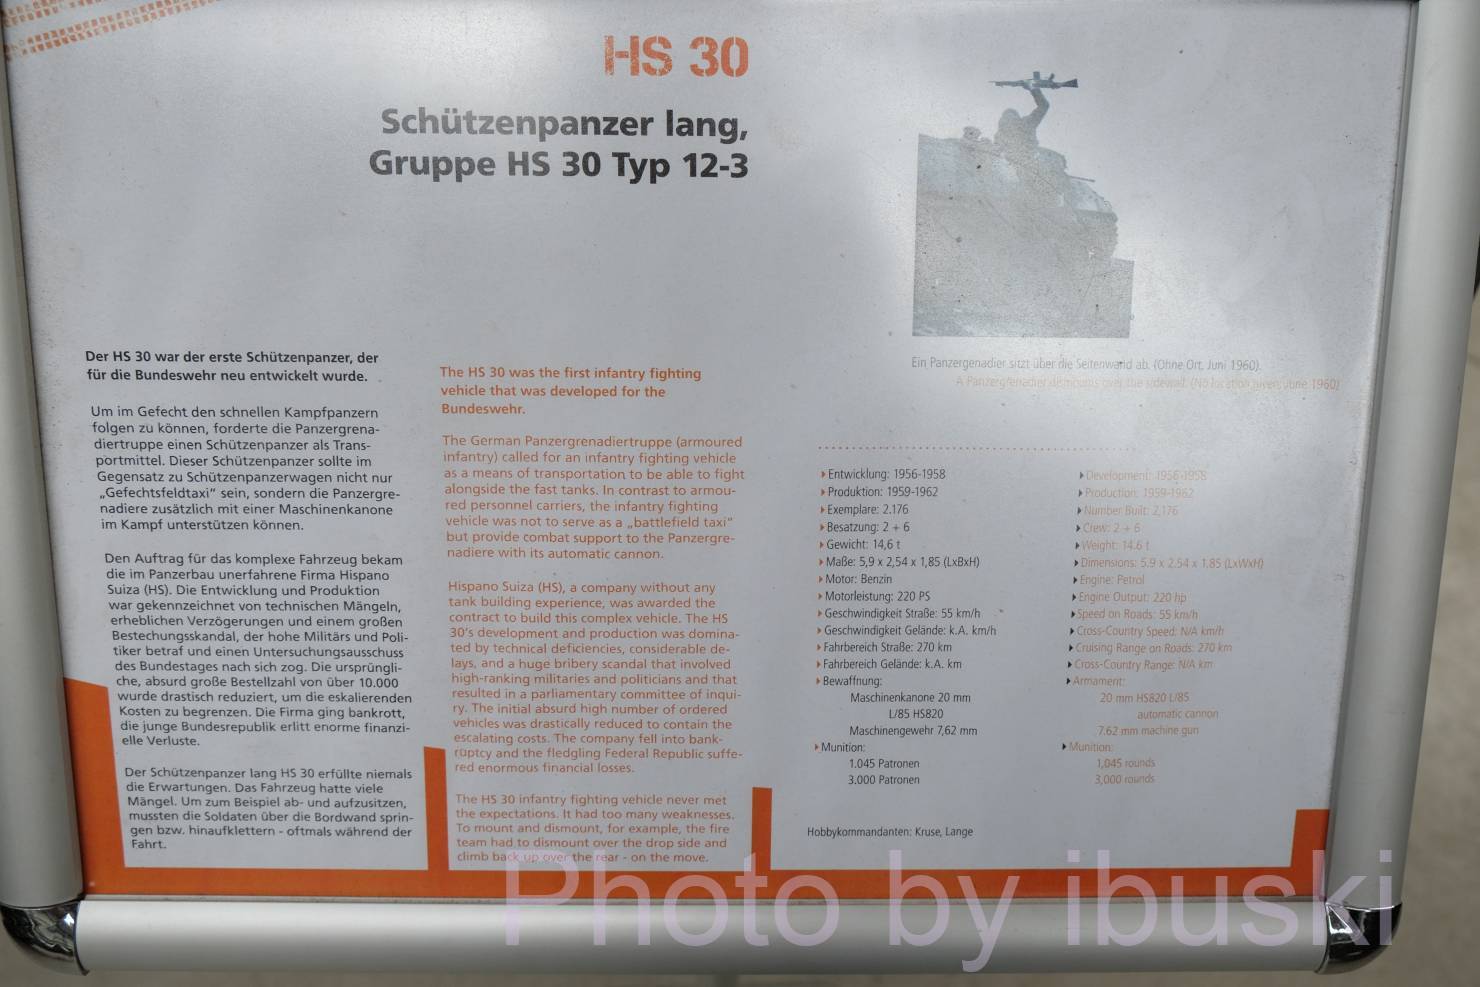 HS 30
Schützenpanzer lang,
Gruppe HS 30 Typ 12-3
Der HS 30 war der erste Schützenpanzer, der
für die Bundeswehr neu entwickelt wurde.
Um im Gefecht den schnellen Kampfpanzern
folgen zu können, forderte die Panzergrena-
diertruppe einen Schützenpanzer als Trans-
portmittel. Dieser Schützenpanzer sollte im
Gegensatz zu Schützenpanzerwagen nicht nur
„Gefechtsfeldtaxi" sein, sondern die Panzergre-
nadiere zusätzlich mit einer Maschinenkanone
im Kampf unterstützen können.
Den Auftrag für das komplexe Fahrzeug bekam
die im Panzerbau unerfahrene Firma Hispano
Suiza (HS). Die Entwicklung und Produktion
war gekennzeichnet von technischen Mängeln,
erheblichen Verzögerungen und einem großen
Bestechungsskandal, der hohe Militärs und Poli-
tiker betraf und einen Untersuchungsausschuss
des Bundestages nach sich zog. Die ursprüngli-
che, absurd große Bestellzahl von über 10.000
wurde drastisch reduziert, um die eskalierenden
Kosten zu begrenzen. Die Firma ging bankrott,
die junge Bundesrepublik erlitt enorme finanzi-
elle Verluste.
Der Schützenpanzer lang HS 30 erfüllte niemals
die Erwartungen. Das Fahrzeug hatte viele
Mängel. Um zum Beispiel ab- und aufzusitzen,
mussten die Soldaten über die Bordwand sprin-
gen bzw. hinaufklettern - oftmals während der
Fahrt.
The HS 30 was the first infantry fighting
vehicle that was developed for the
Bundeswehr.
The German Panzergrenadiertruppe (armoured
infantry) called for an infantry fighting vehicle
as a means of transportation to be able to fight
alongside the fast tanks. In contrast to armou-
red personnel carriers, the infantry fighting
vehicle was not to serve as a „battlefield taxi"
but provide combat support to the Panzergre-
nadiere with its automatic cannon.
Hispano Suiza (HS), a company without any
tank building experience, was awarded the
contract to build this complex vehicle. The HS
30's development and production was domina-
ted by technical deficiencies, considerable de-
lays, and a huge bribery scandal that involved
high-ranking militaries and politicians and that
resulted in a parliamentary committee of inqui-
ry. The initial absurd high number of ordered
vehicles was drastically reduced to contain the
escalating costs. The company fell into bank-
ruptcy and the fledgling Federal Republic suffe-
red enormous financial losses.
The HS 30 infantry fighting vehicle never met
the expectations. It had too many weaknesses.
To mount and dismount, for example, the fire
team had to dismount over the drop side and
climb back up over the rear - on the move.
Ein Panzergenadier sitzt über die Seitenwand ab. (Ohne Ort, Juni 1960).
A Panzergrenadier dismounts over the sidewall. (No location given, June 1960)
Entwicklung: 1956-1958
Produktion: 1959-1962
Exemplare: 2.176
Besatzung: 2 + 6
Gewicht: 14,6 t
Maße: 5,9 x 2,54 x 1,85 (LxBxH)
Motor: Benzin
Motorleistung: 220 PS
Geschwindigkeit Straße: 55 km/h
Geschwindigkeit Gelände: k.A. km/h
Fahrbereich Straße: 270 km
Fahrbereich Gelände: k.A. km
Bewaffnung:
Maschinenkanone 20 mm
L/85 HS820
Maschinengewehr 7,62 mm
Munition:
1.045 Patronen
3.000 Patronen
Development: 1956-1958
Production: 1959-1962
Number Built: 2,176
Crew: 2 + 6
Weight: 14.6 t
Dimensions: 5.9 x 2.54 x 1.85 (LxWxH)
Engine: Petrol
Engine Output: 220 hp
Speed on Roads: 55 km/h
Cross-Country Speed: N/A km/h
Cruising Range on Roads: 270 km
Cross-Country Range: N/A km
Armament:
20 mm HS820 L/85
automatic cannon
7.62 mm machine gun
Munition:
1,045 rounds
3,000 rounds
Hobbykommandanten: Kruse, Lange
Photo by ibuski